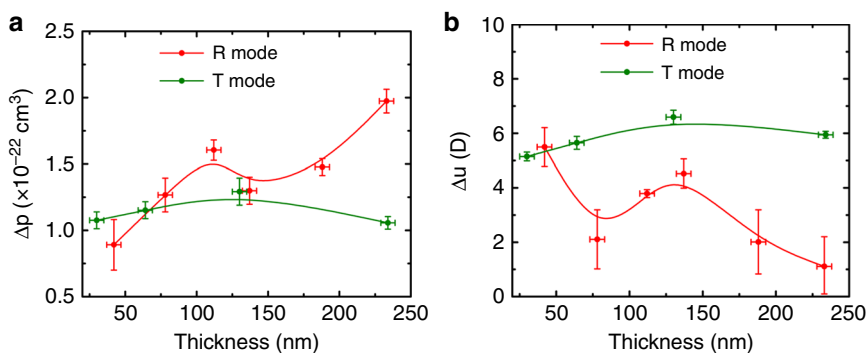 a
R mode
T mode
2.5
2.0
1.5
1.0
0.5
Δp (×10⁻²² cm³)
50 100 150 200 250
Thickness (nm)
b
R mode
T mode
10
8
6
4
2
0
Δu (D)
50 100 150 200 250
Thickness (nm)